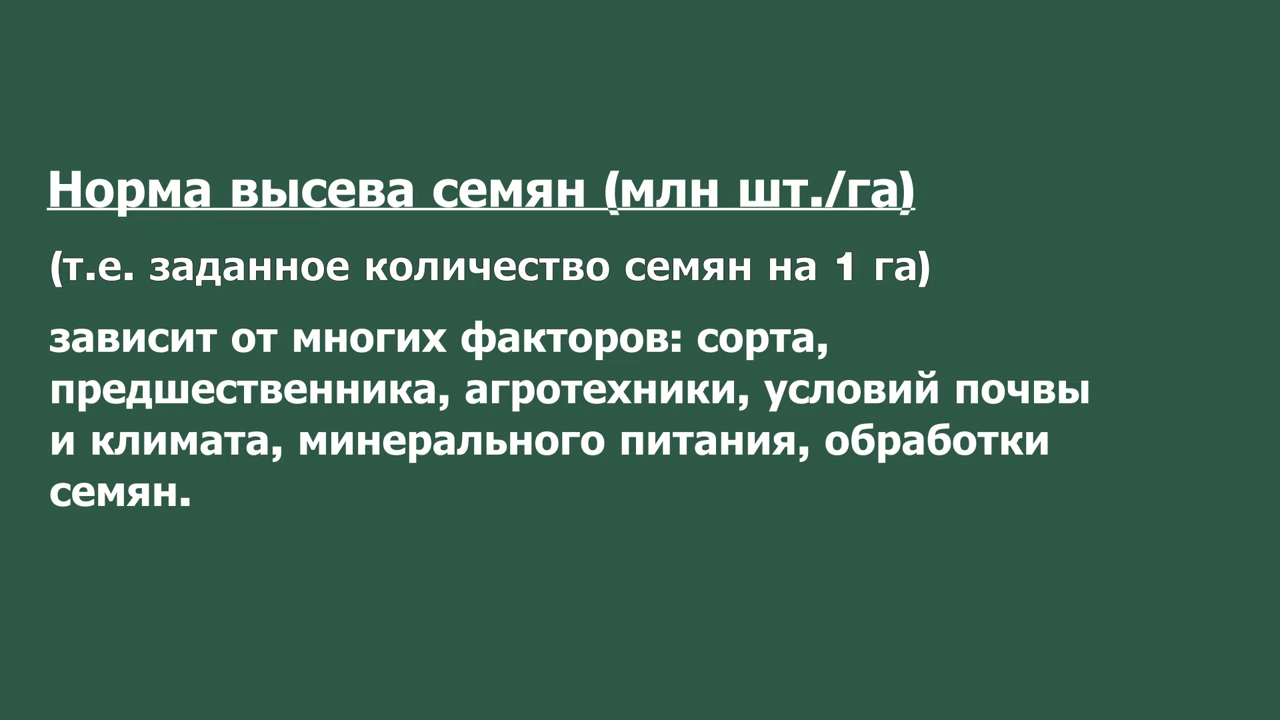 Норма высева семян (млн шт./га)
(т.е. заданное количество семян на 1 га)
зависит от многих факторов: сорта,
предшественника, агротехники, условий почвы
и климата, минерального питания, обработки
семян.